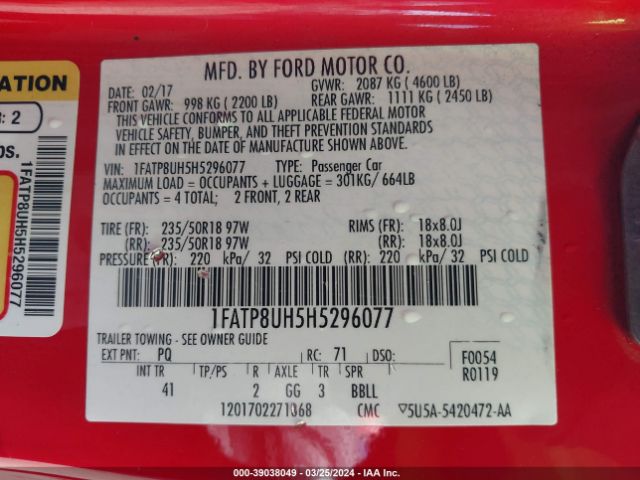 MFD. BY FORD MOTOR CO.
DATE: 02/17 GVWR: 2087 KG ( 4600 LB)
FRONT GAWR: 998 KG ( 2200 LB) REAR GAWR: 1111 KG ( 2450 LB)
THIS VEHICLE CONFORMS TO ALL APPLICABLE FEDERAL MOTOR
VEHICLE SAFETY, BUMPER, AND THEFT PREVENTION STANDARDS
IN EFFECT ON THE DATE OF MANUFACTURE SHOWN ABOVE.
VIN: 1FATP8UH5H5296077 TYPE: Passenger Car
MAXIMUM LOAD = OCCUPANTS + LUGGAGE = 301KG/ 664LB
OCCUPANTS = 4 TOTAL; 2 FRONT, 2 REAR
TIRE (FR): 235/50R18 97W RIMS (FR): 18x8.0J
(RR): 235/50R18 97W (RR): 18x8.0J
PRESSURE (FR): 220 kPa/ 32 PSI COLD (RR): 220 kPa/ 32 PSI COLD
1FATP8UH5H5296077
TRAILER TOWING - SEE OWNER GUIDE
EXT PNT: PQ RC: 71 DSO: F0054
INT TR TP/PS R AXLE TR SPR R0119
41 2 GG 3 BBLL
1201702271368 CMC 5U5A-5420472-AA
: 2
1FATP8UH5H5296077
000-39038049 - 03/25/2024 - IAA Inc.